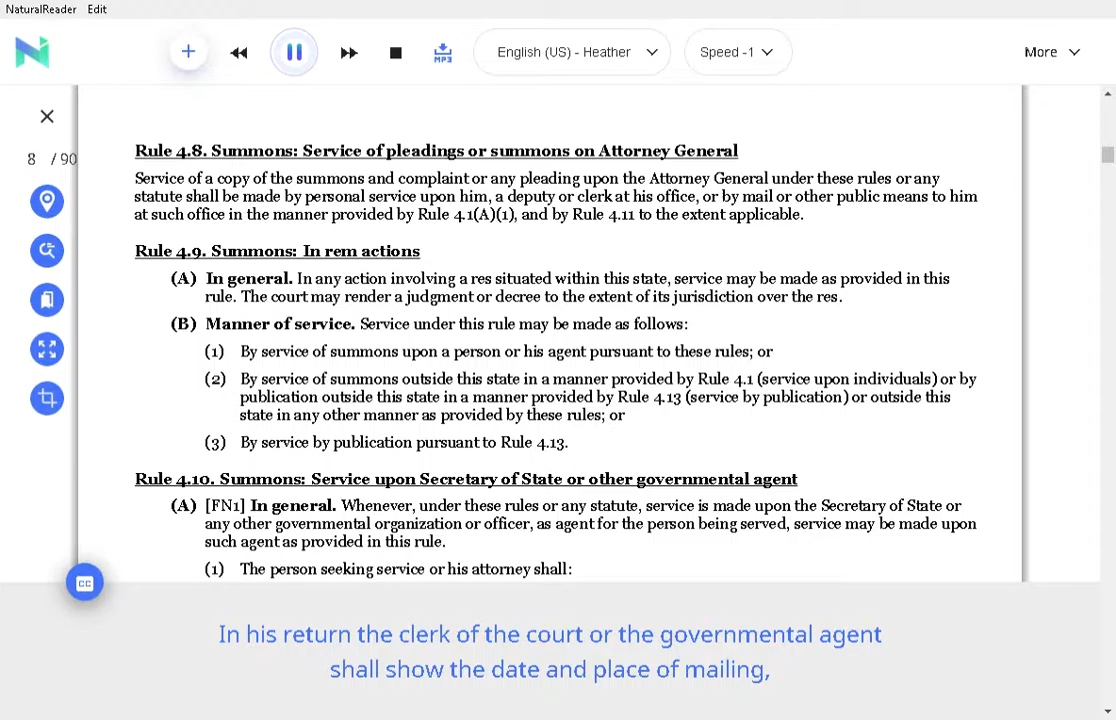 NaturalReader Edit
MP3
English (US) - Heather
Speed -1
More
8 / 90
Rule 4.8. Summons: Service of pleadings or summons on Attorney General
Service of a copy of the summons and complaint or any pleading upon the Attorney General under these rules or any
statute shall be made by personal service upon him, a deputy or clerk at his office, or by mail or other public means to him
at such office in the manner provided by Rule 4.1(A)(1), and by Rule 4.11 to the extent applicable.
Rule 4.9. Summons: In rem actions
(A) In general. In any action involving a res situated within this state, service may be made as provided in this
rule. The court may render a judgment or decree to the extent of its jurisdiction over the res.
(B) Manner of service. Service under this rule may be made as follows:
(1) By service of summons upon a person or his agent pursuant to these rules; or
(2) By service of summons outside this state in a manner provided by Rule 4.1 (service upon individuals) or by
publication outside this state in a manner provided by Rule 4.13 (service by publication) or outside this
state in any other manner as provided by these rules; or
(3) By service by publication pursuant to Rule 4.13.
Rule 4.10. Summons: Service upon Secretary of State or other governmental agent
(A) [FN1] In general. Whenever, under these rules or any statute, service is made upon the Secretary of State or
any other governmental organization or officer, as agent for the person being served, service may be made upon
such agent as provided in this rule.
(1) The person seeking service or his attorney shall:
CC
In his return the clerk of the court or the governmental agent
shall show the date and place of mailing,